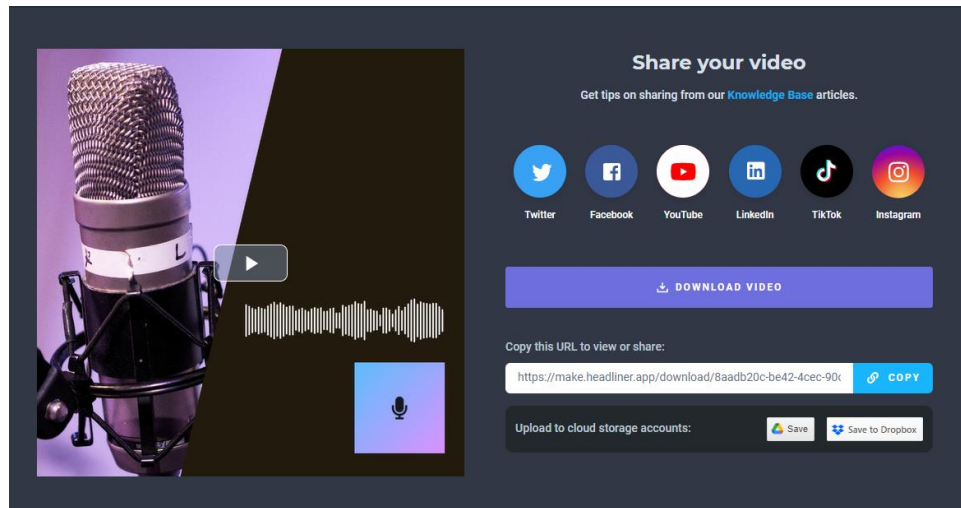 Share your video
Get tips on sharing from our Knowledge Base articles.
Twitter Facebook YouTube LinkedIn TikTok Instagram
DOWNLOAD VIDEO
Copy this URL to view or share:
https://make.headliner.app/download/8aadb20c-be42-4cec-90c COPY
Upload to cloud storage accounts: Save Save to Dropbox
L